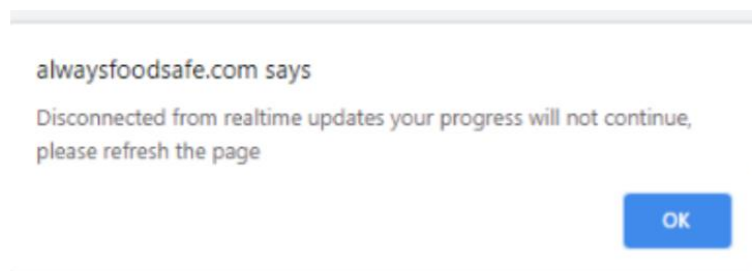 alwaysfoodsafe.com says
Disconnected from realtime updates your progress will not continue,
please refresh the page
OK